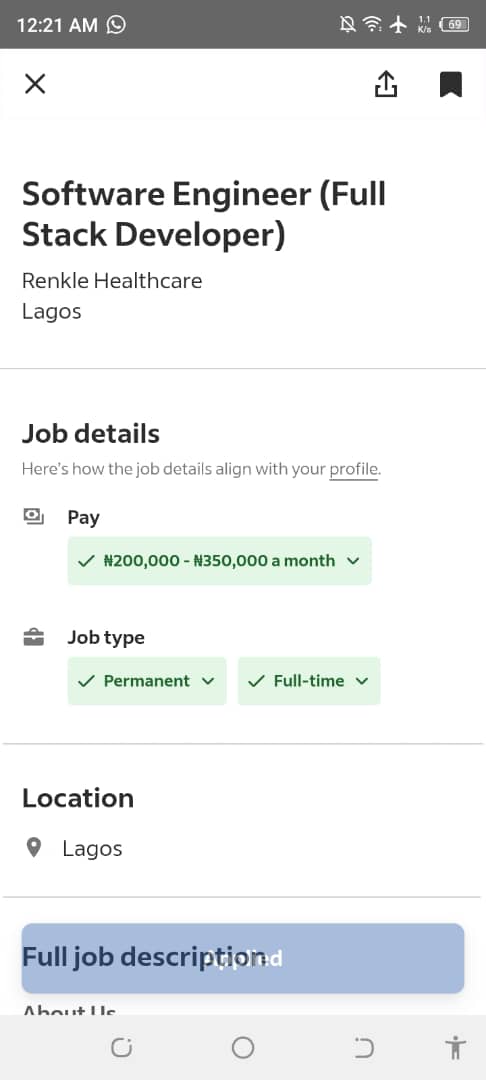 12:21 AM
1.1
K/s
69
Software Engineer (Full
Stack Developer)
Renkle Healthcare
Lagos
Job details
Here's how the job details align with your profile.
Pay
₦200,000 - ₦350,000 a month
Job type
Permanent
Full-time
Location
Lagos
Full job description
Applied
About Us